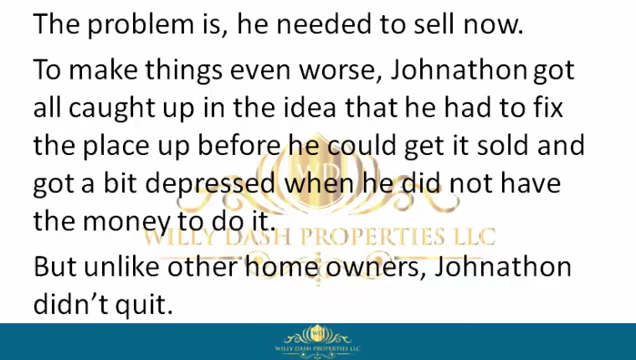 The problem is, he needed to sell now.
To make things even worse, Johnathon got
all caught up in the idea that he had to fix
the place up before he could get it sold and
got a bit depressed when he did not have
the money to do it.
WILLY DASH PROPERTIES LLC
But unlike other home owners, Johnathon
didn’t quit.
WILLY DASH PROPERTIES LLC